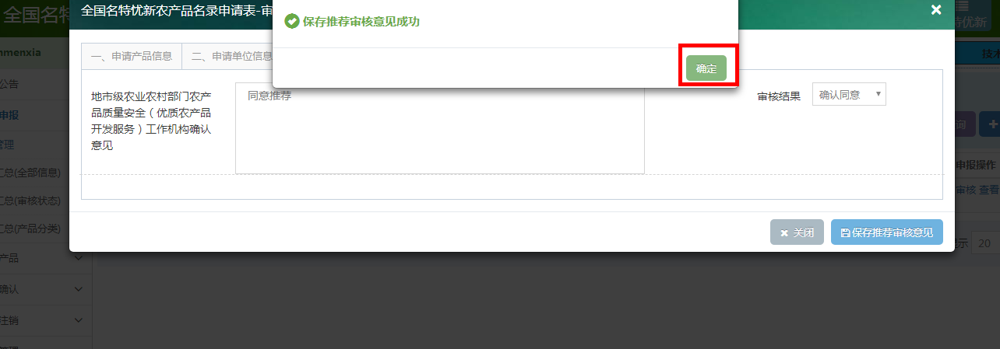 全国名特
全国名特优新农产品名录申请表-审
保存推荐审核意见成功
确定
特优新
nmenxia
技术
一、申请产品信息
二、申请单位信息
公告
申报
管理
汇总(全部信息)
汇总(审核状态)
汇总(产品分类)
产品
确认
注销
地市级农业农村部门农产
品质量安全（优质农产品
开发服务）工作机构确认
意见
同意推荐
审核结果
确认同意
询
申报操作
审核 查看
关闭
保存推荐审核意见
显示
20